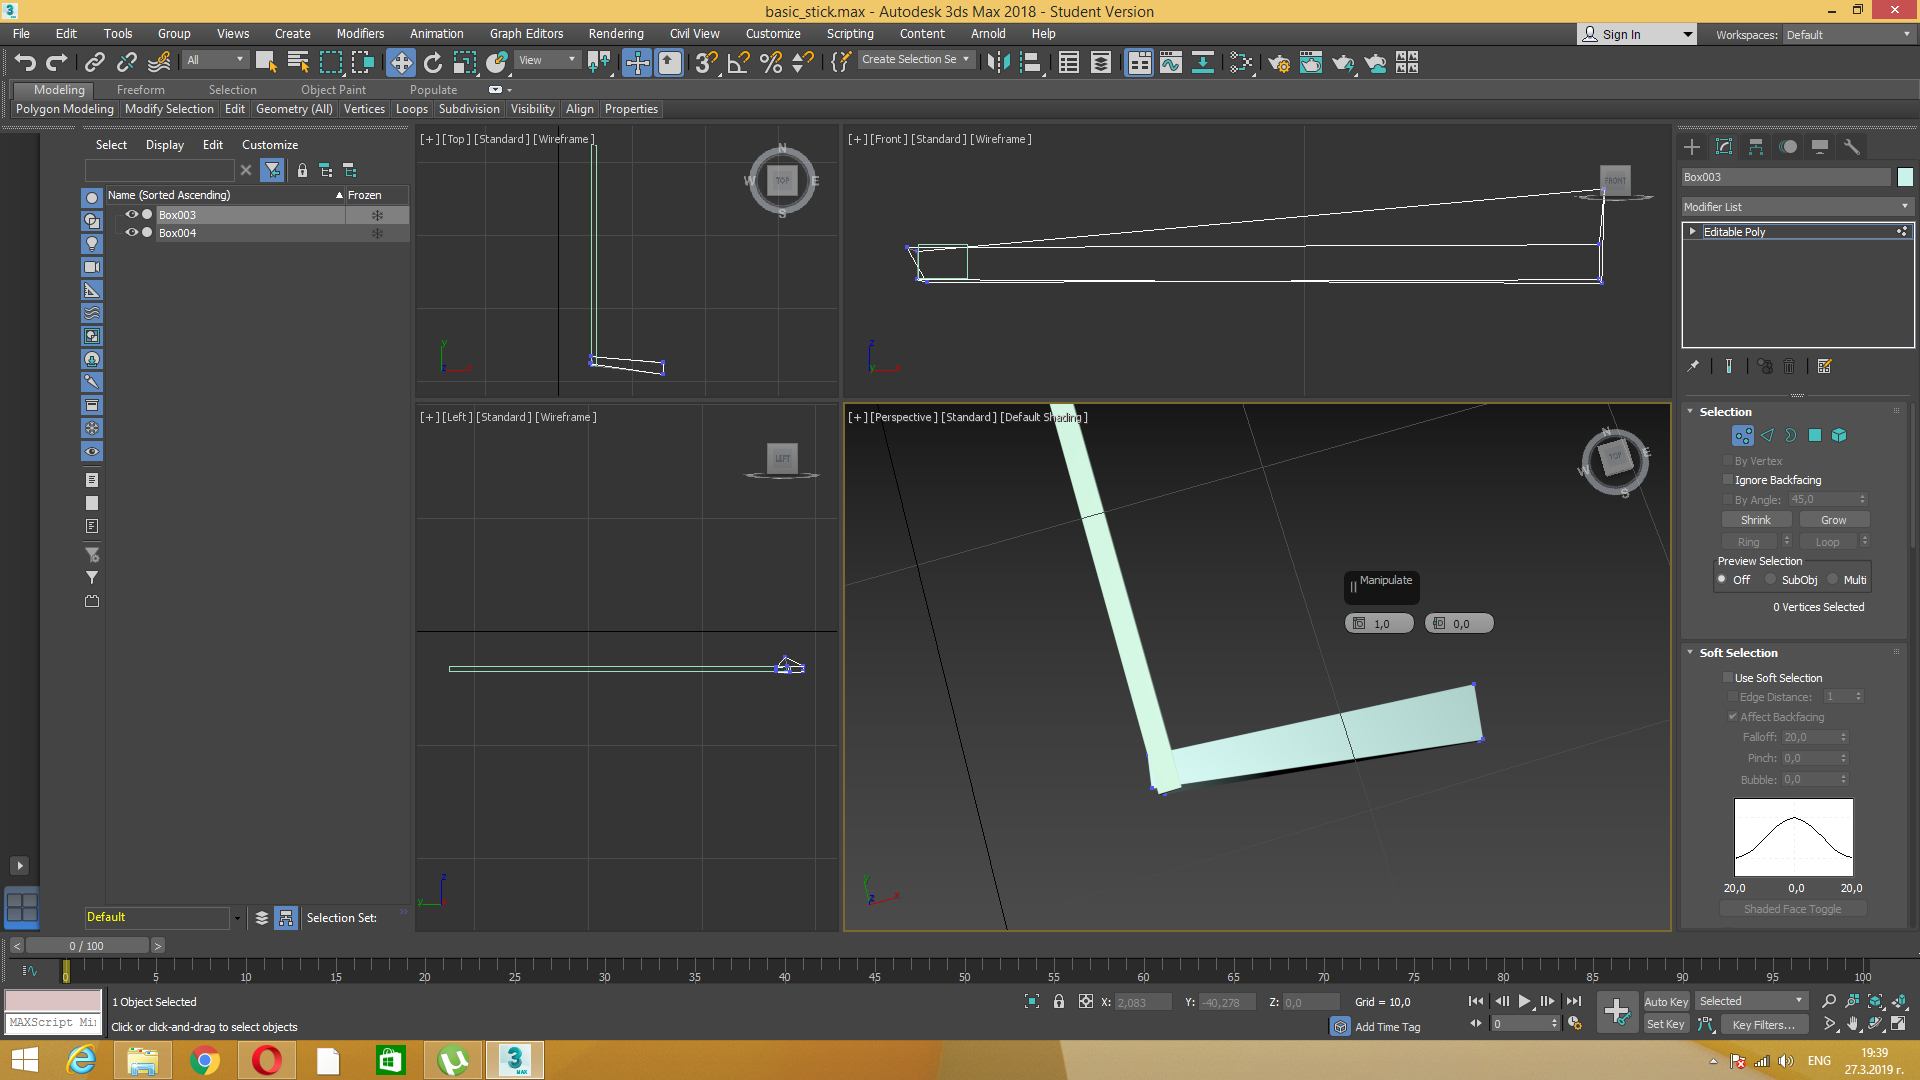 basic_stick.max - Autodesk 3ds Max 2018 - Student Version
File Edit Tools Group Views Create Modifiers Animation Graph Editors Rendering Civil View Customize Scripting Content Arnold Help
Sign In Workspaces: Default
All View Create Selection Se
Modeling Freeform Selection Object Paint Populate
Polygon Modeling Modify Selection Edit Geometry (All) Vertices Loops Subdivision Visibility Align Properties
Select Display Edit Customize
Name (Sorted Ascending) Frozen
Box003
Box004
[+] [Top] [Standard] [Wireframe]
N
W TOP E
S
[+] [Front] [Standard] [Wireframe]
FRONT
[+] [Left] [Standard] [Wireframe]
LEFT
[+] [Perspective] [Standard] [Default Shading]
N
W TOP E
S
Manipulate
1,0 0,0
Box003
Modifier List
Editable Poly
Selection
By Vertex
Ignore Backfacing
By Angle: 45,0
Shrink Grow
Ring Loop
Preview Selection
Off SubObj Multi
0 Vertices Selected
Soft Selection
Use Soft Selection
Edge Distance: 1
Affect Backfacing
Falloff: 20,0
Pinch: 0,0
Bubble: 0,0
20,0 0,0 20,0
Shaded Face Toggle
Default Selection Set:
< 0 / 100 >
0 5 10 15 20 25 30 35 40 45 50 55 60 65 70 75 80 85 90 95 100
1 Object Selected
MAXScript Mi
Click or click-and-drag to select objects
X: 2,083 Y: -40,278 Z: 0,0 Grid = 10,0
Add Time Tag
0
Auto Key Selected
Set Key Key Filters...
ENG
19:39
27.3.2019 г.